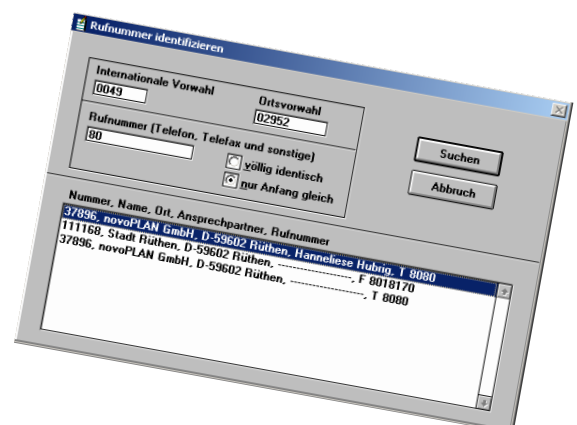 Rufnummer identifizieren
Internationale Vorwahl
0049
Ortsvorwahl
02952
Rufnummer (Telefon, Telefax und sonstige)
80
völlig identisch
nur Anfang gleich
Suchen
Abbruch
Nummer, Name, Ort, Ansprechpartner, Rufnummer
37896, novoPLAN GmbH, D-59602 Rüthen, Hanneliese Hubrig, T 8080
111168, Stadt Rüthen, D-59602 Rüthen, --------------------, F 8018170
37896, novoPLAN GmbH, D-59602 Rüthen, --------------------, T 8080